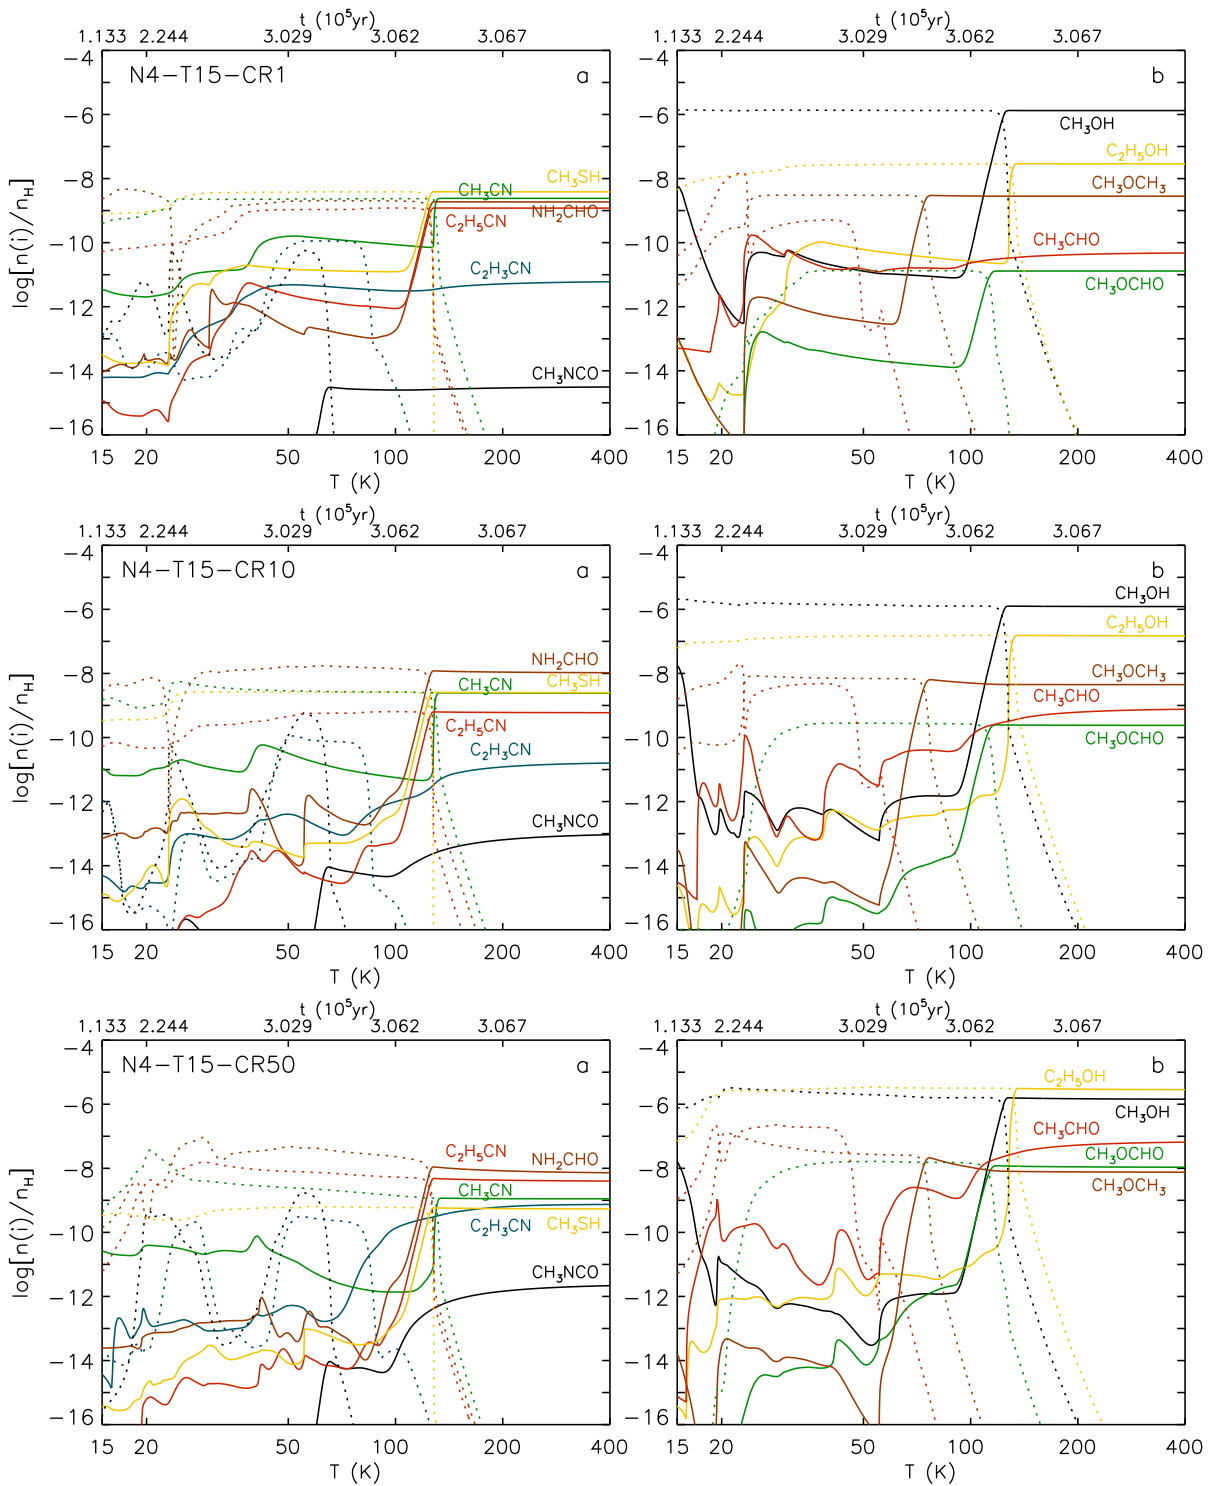 t (10⁵yr)
t (10⁵yr)
1.133 2.244 3.029 3.062 3.067
1.133 2.244 3.029 3.062 3.067
N4−T15−CR1 a
b
−4
−6
−8
−10
−12
−14
−16
log[n(i)/n_H]
CH₃SH
CH₃CN
NH₂CHO
C₂H₅CN
C₂H₃CN
CH₃NCO
15 20 50 100 200 400
T (K)
−4
−6
−8
−10
−12
−14
−16
CH₃OH
C₂H₅OH
CH₃OCH₃
CH₃CHO
CH₃OCHO
15 20 50 100 200 400
T (K)
t (10⁵yr)
t (10⁵yr)
1.133 2.244 3.029 3.062 3.067
1.133 2.244 3.029 3.062 3.067
N4−T15−CR10 a
b
−4
−6
−8
−10
−12
−14
−16
log[n(i)/n_H]
NH₂CHO
CH₃SH
CH₃CN
C₂H₅CN
C₂H₃CN
CH₃NCO
15 20 50 100 200 400
T (K)
−4
−6
−8
−10
−12
−14
−16
CH₃OH
C₂H₅OH
CH₃OCH₃
CH₃CHO
CH₃OCHO
15 20 50 100 200 400
T (K)
t (10⁵yr)
t (10⁵yr)
1.133 2.244 3.029 3.062 3.067
1.133 2.244 3.029 3.062 3.067
N4−T15−CR50 a
b
−4
−6
−8
−10
−12
−14
−16
log[n(i)/n_H]
C₂H₅CN
NH₂CHO
CH₃CN
C₂H₃CN
CH₃SH
CH₃NCO
15 20 50 100 200 400
T (K)
−4
−6
−8
−10
−12
−14
−16
C₂H₅OH
CH₃OH
CH₃CHO
CH₃OCHO
CH₃OCH₃
15 20 50 100 200 400
T (K)